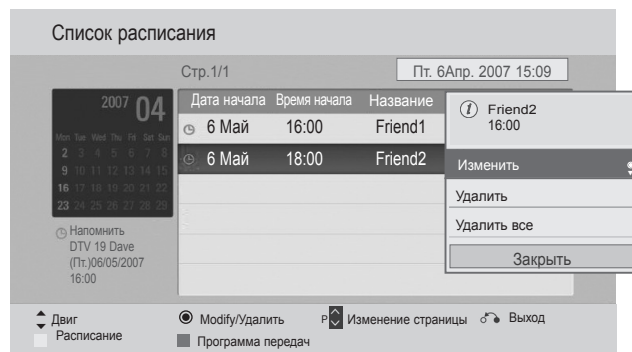 Список расписания
Стр.1/1
Пт. 6Апр. 2007 15:09
2007 04
Mon Tue Wed Thu Fri Sat Sun
2 3 4 5 6 7 8
9 10 11 12 13 14 15
16 17 18 19 20 21 22
23 24 25 26 27 28 29
Напомнить
DTV 19 Dave
(Пт.)06/05/2007
16:00
Дата начала Время начала Название
6 Май 16:00 Friend1
6 Май 18:00 Friend2
Friend2
16:00
Изменить
Удалить
Удалить все
Закрыть
Двиг
Modify/Удалить
P Изменение страницы
Выход
Расписание
Программа передач